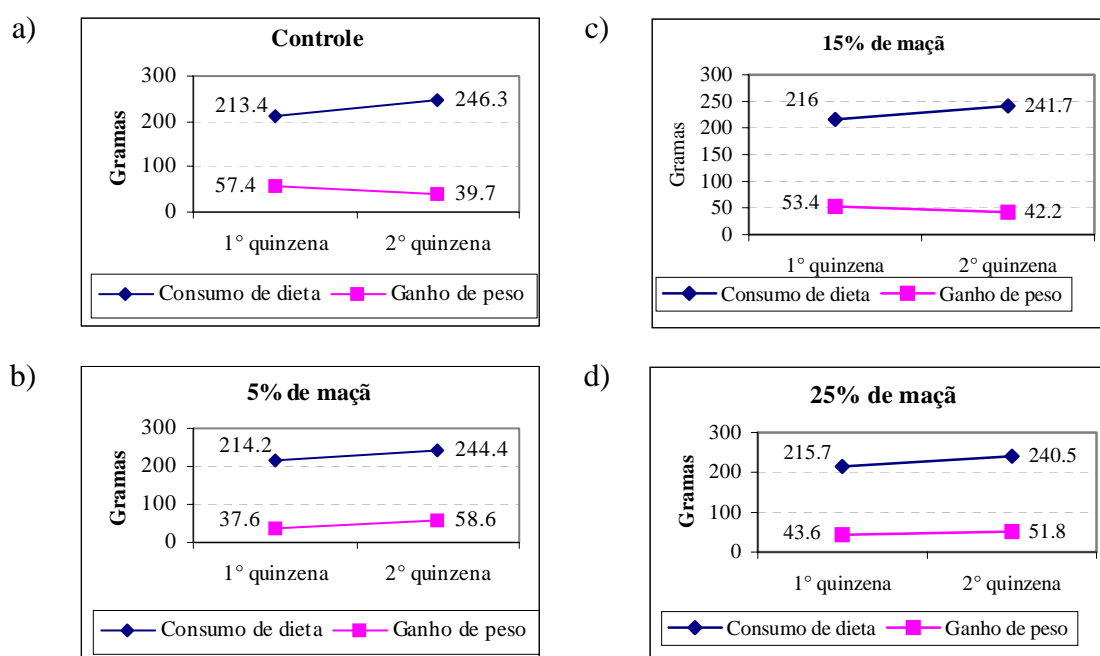 a)
Controle
Gramas
300
200
100
0
213.4
246.3
57.4
39.7
1° quinzena
2° quinzena
Consumo de dieta
Ganho de peso
b)
5% de maçã
Gramas
300
200
100
0
214.2
244.4
37.6
58.6
1° quinzena
2° quinzena
Consumo de dieta
Ganho de peso
c)
15% de maçã
Gramas
300
250
200
150
100
50
0
216
241.7
53.4
42.2
1° quinzena
2° quinzena
Consumo de dieta
Ganho de peso
d)
25% de maçã
Gramas
300
200
100
0
215.7
240.5
43.6
51.8
1° quinzena
2° quinzena
Consumo de dieta
Ganho de peso